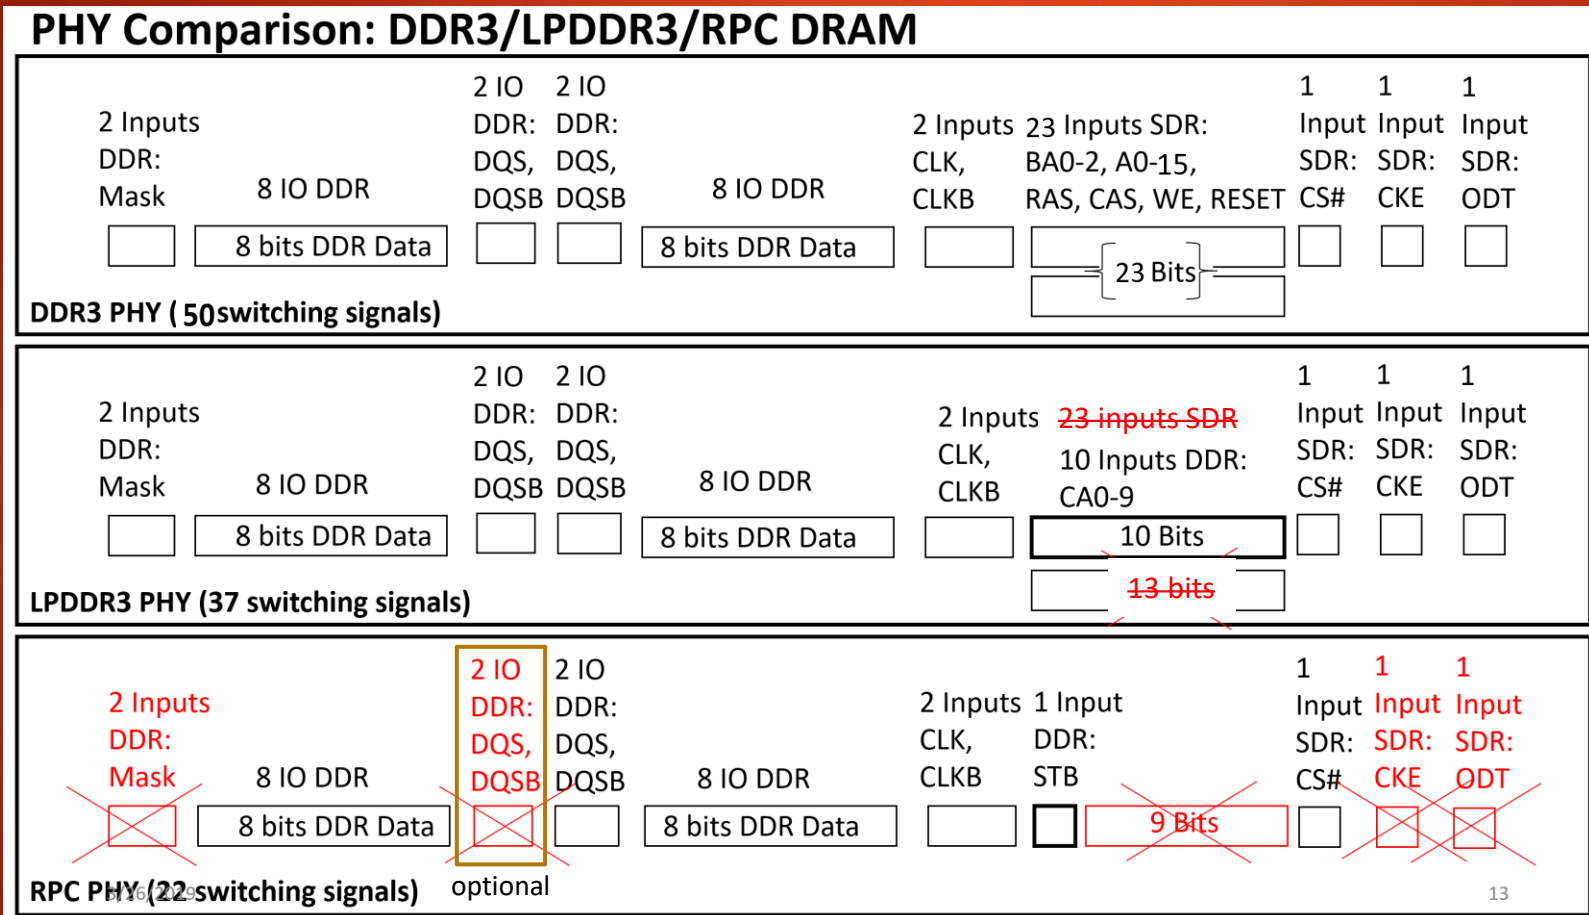 PHY Comparison: DDR3/LPDDR3/RPC DRAM
2 Inputs
DDR:
Mask
8 IO DDR
2 IO
DDR:
DQS,
DQSB
2 IO
DDR:
DQS,
DQSB
8 IO DDR
2 Inputs
CLK,
CLKB
23 Inputs SDR:
BA0-2, A0-15,
RAS, CAS, WE, RESET
1
Input
SDR:
CS#
1
Input
SDR:
CKE
1
Input
SDR:
ODT
8 bits DDR Data
8 bits DDR Data
23 Bits
DDR3 PHY (50switching signals)
2 Inputs
DDR:
Mask
8 IO DDR
2 IO
DDR:
DQS,
DQSB
2 IO
DDR:
DQS,
DQSB
8 IO DDR
2 Inputs
CLK,
CLKB
23 inputs SDR
10 Inputs DDR:
CA0-9
1
Input
SDR:
CS#
1
Input
SDR:
CKE
1
Input
SDR:
ODT
8 bits DDR Data
8 bits DDR Data
10 Bits
13 bits
LPDDR3 PHY (37 switching signals)
2 Inputs
DDR:
Mask
8 IO DDR
2 IO
DDR:
DQS,
DQSB
2 IO
DDR:
DQS,
DQSB
8 IO DDR
2 Inputs
CLK,
CLKB
1 Input
DDR:
STB
1
Input
SDR:
CS#
1
Input
SDR:
CKE
1
Input
SDR:
ODT
8 bits DDR Data
8 bits DDR Data
9 Bits
RPC PHY (22 switching signals)
3/26/2019
optional
13